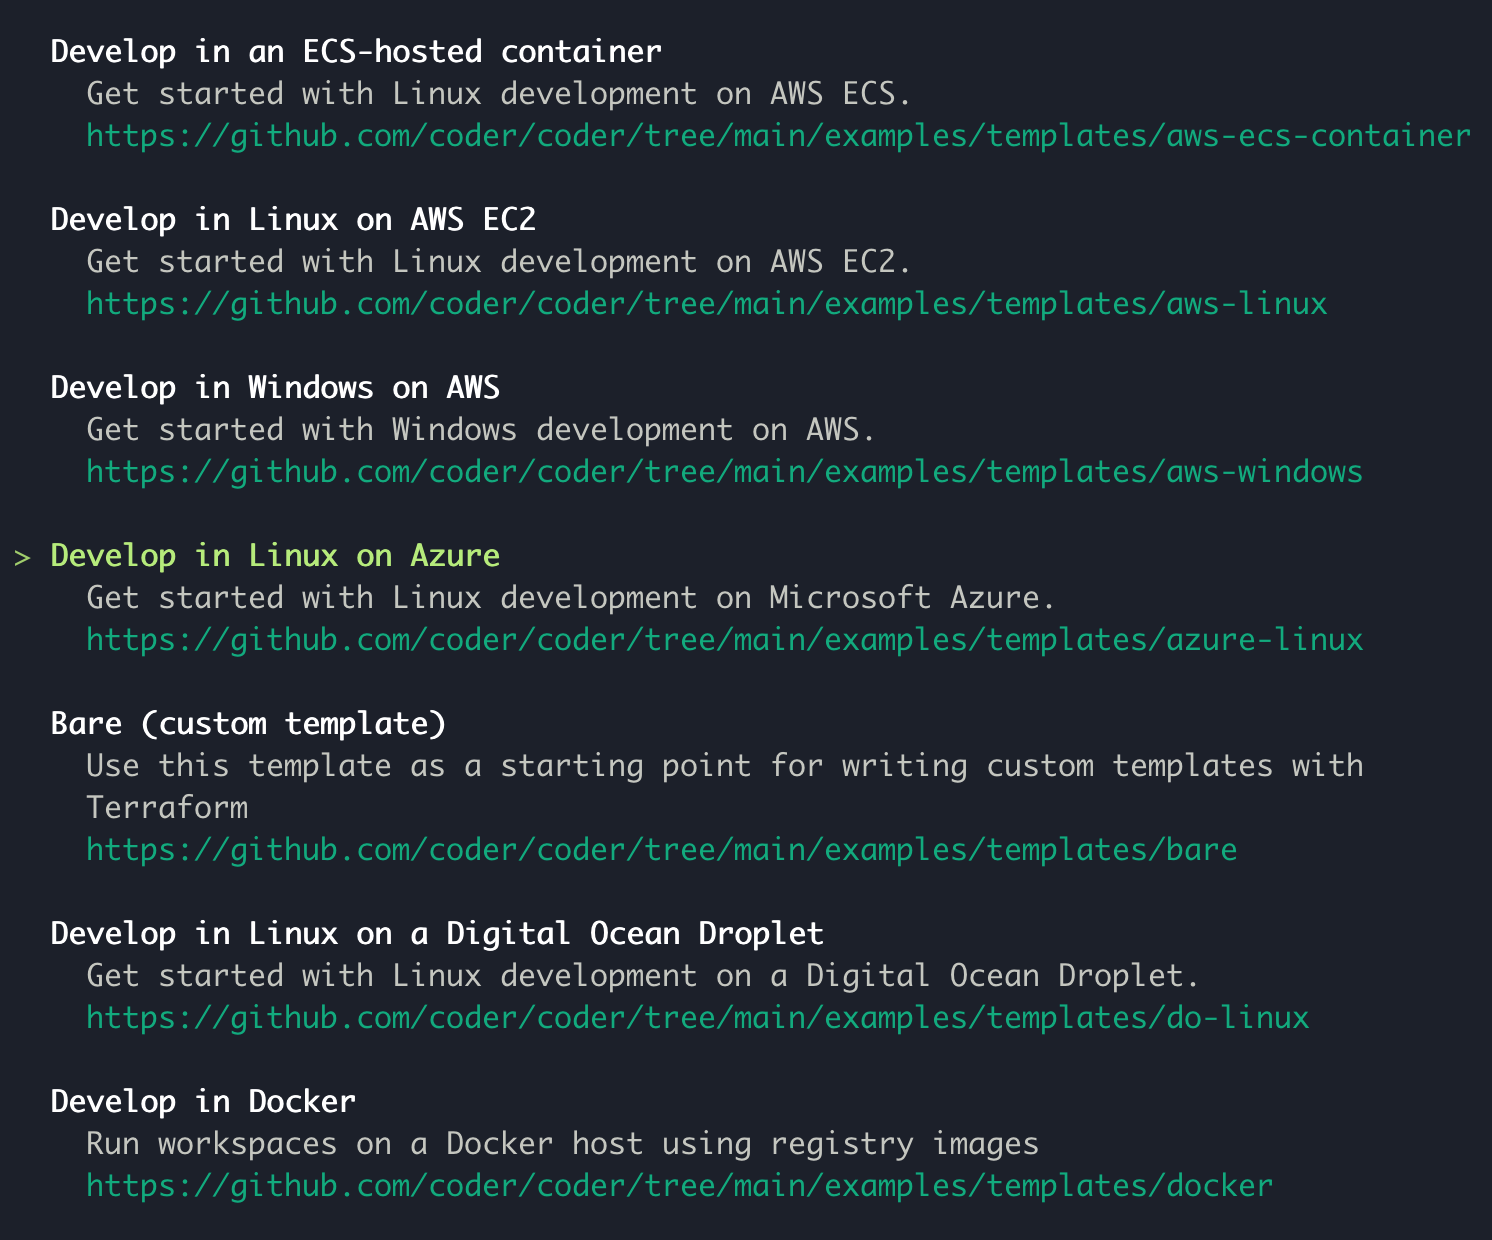 Develop in an ECS-hosted container
Get started with Linux development on AWS ECS.
https://github.com/coder/coder/tree/main/examples/templates/aws-ecs-container
Develop in Linux on AWS EC2
Get started with Linux development on AWS EC2.
https://github.com/coder/coder/tree/main/examples/templates/aws-linux
Develop in Windows on AWS
Get started with Windows development on AWS.
https://github.com/coder/coder/tree/main/examples/templates/aws-windows
> Develop in Linux on Azure
Get started with Linux development on Microsoft Azure.
https://github.com/coder/coder/tree/main/examples/templates/azure-linux
Bare (custom template)
Use this template as a starting point for writing custom templates with
Terraform
https://github.com/coder/coder/tree/main/examples/templates/bare
Develop in Linux on a Digital Ocean Droplet
Get started with Linux development on a Digital Ocean Droplet.
https://github.com/coder/coder/tree/main/examples/templates/do-linux
Develop in Docker
Run workspaces on a Docker host using registry images
https://github.com/coder/coder/tree/main/examples/templates/docker